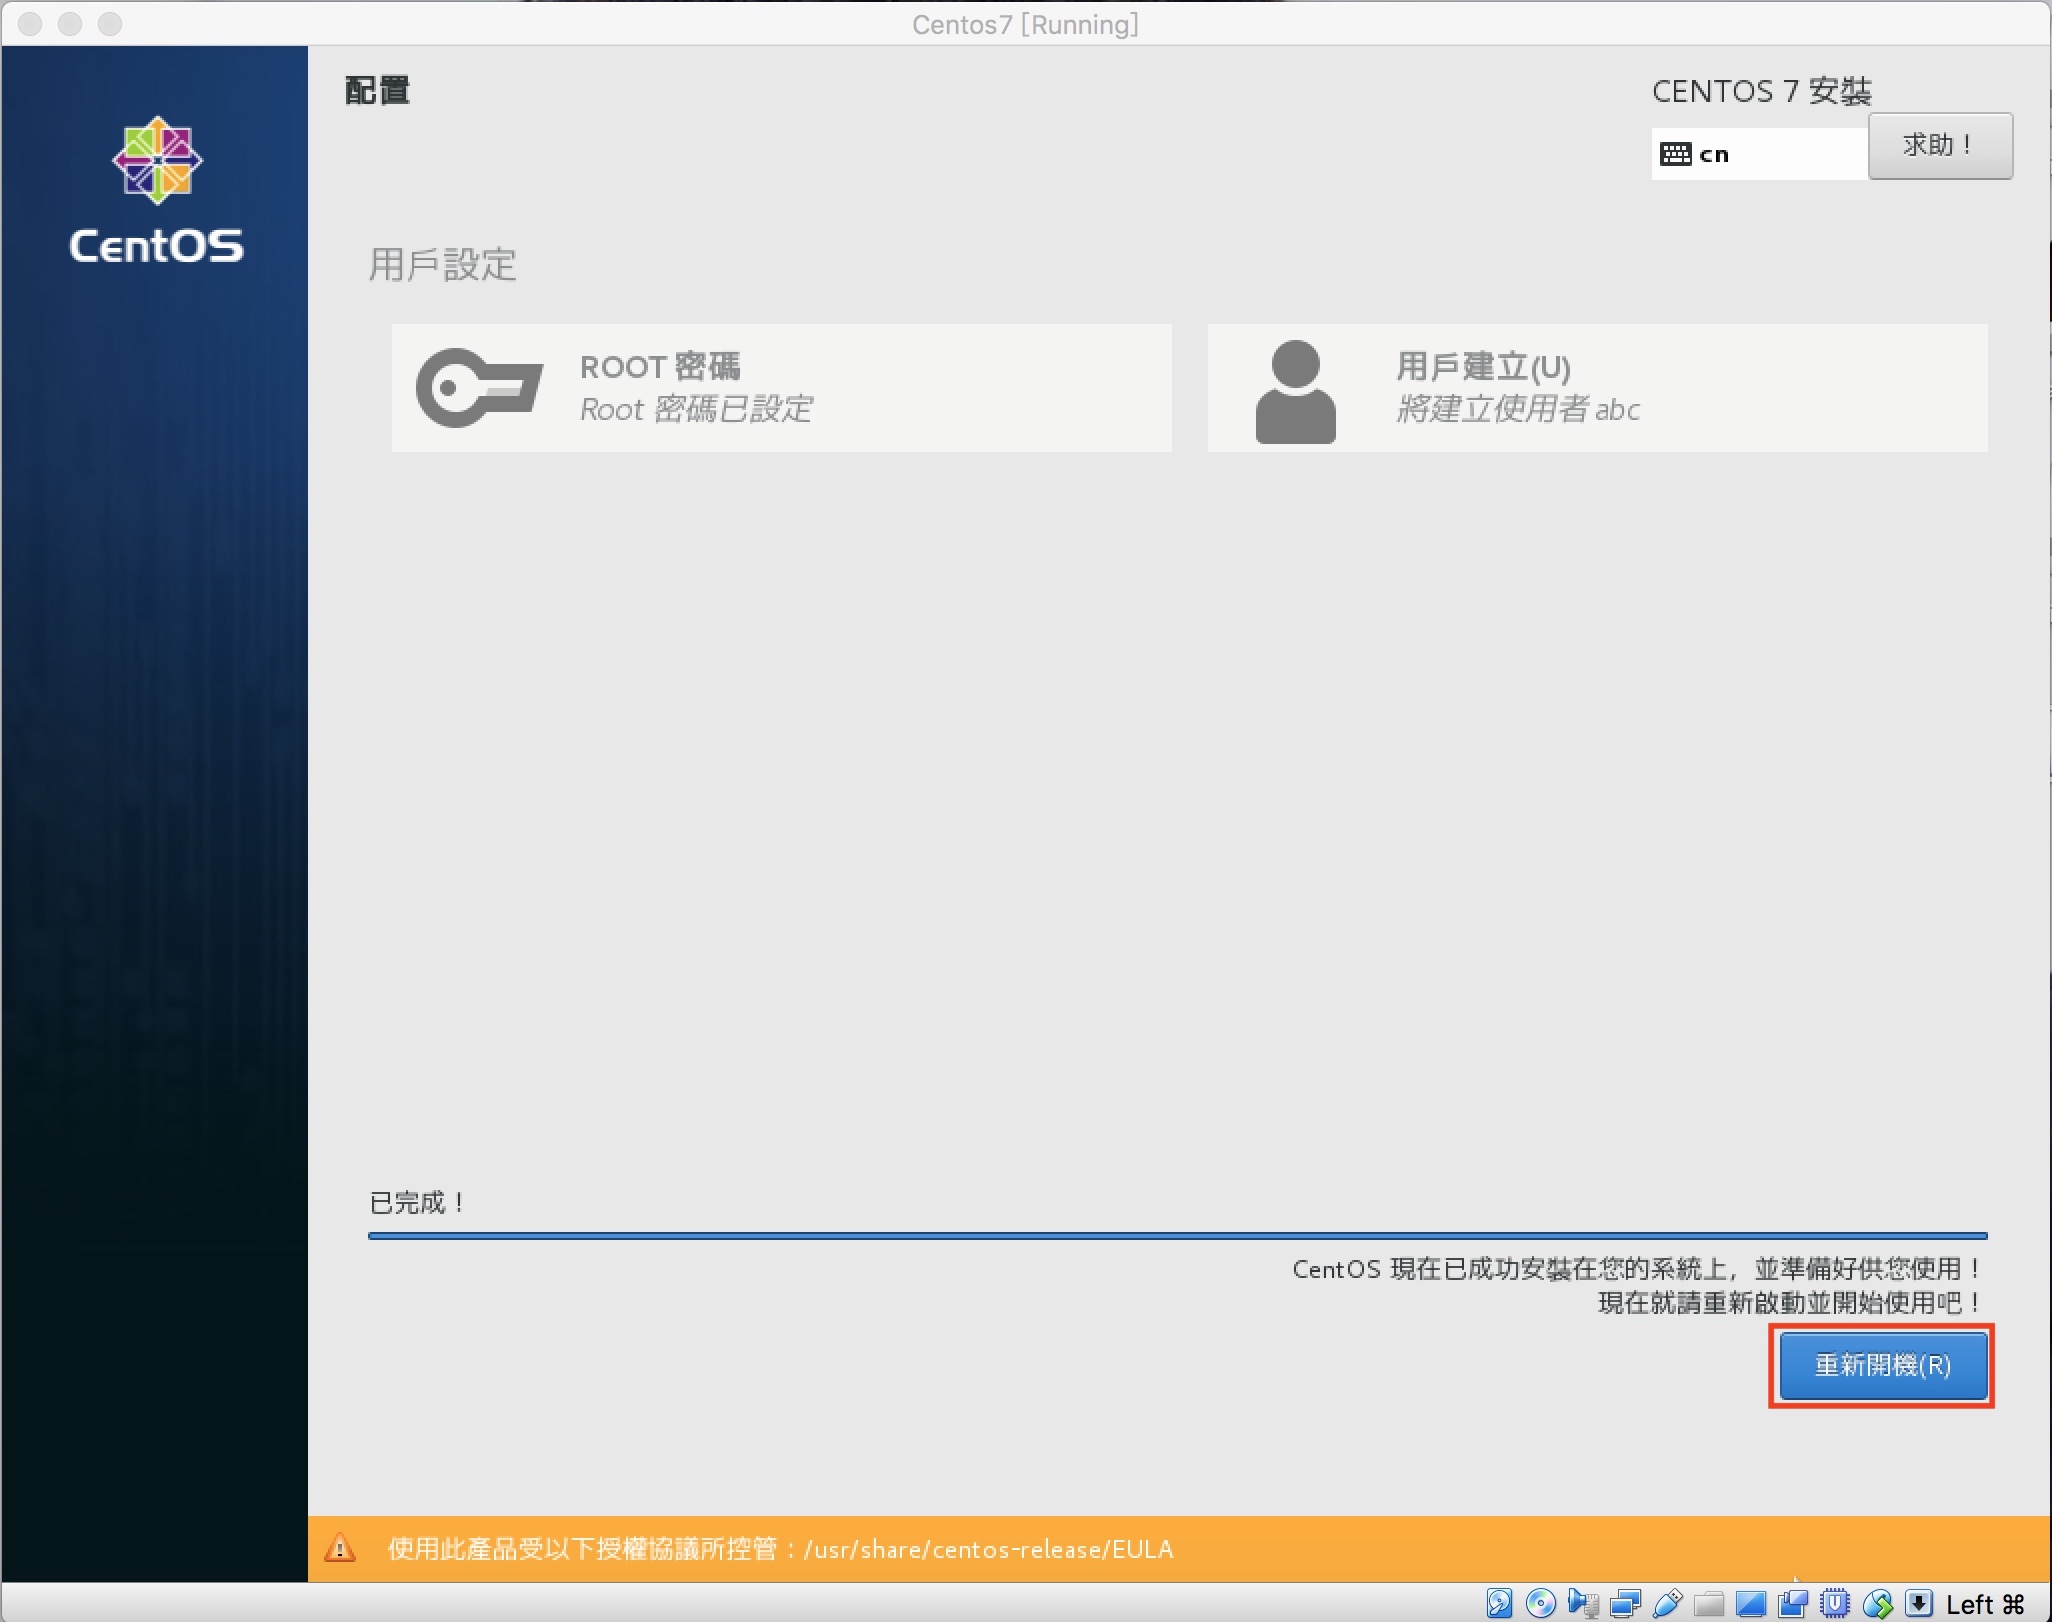 Centos7 [Running]
配置
CENTOS 7 安裝
cn
求助！
CentOS
用戶設定
ROOT 密碼
Root 密碼已設定
用戶建立(U)
將建立使用者 abc
已完成！
CentOS 現在已成功安裝在您的系統上，並準備好供您使用！
現在就請重新啟動並開始使用吧！
重新開機(R)
使用此產品受以下授權協議所控管：/usr/share/centos-release/EULA
Left ⌘